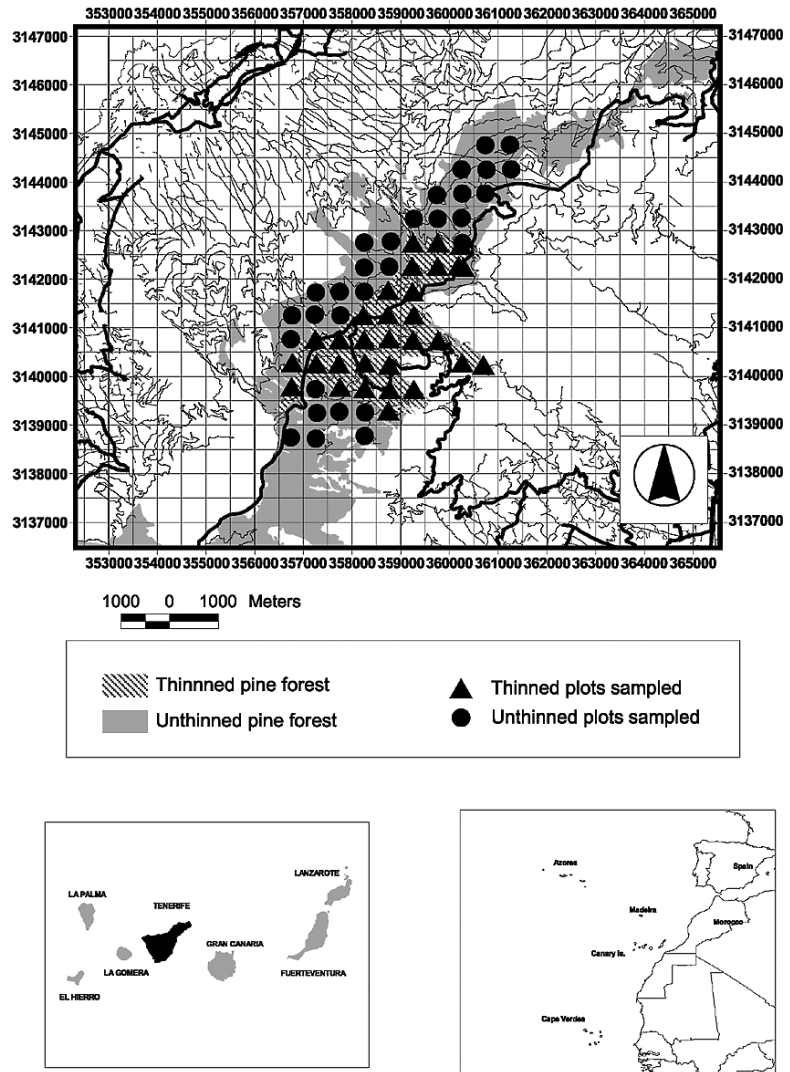 353000 354000 355000 356000 357000 358000 359000 360000 361000 362000 363000 364000 365000
3147000 3147000
3146000 3146000
3145000 3145000
3144000 3144000
3143000 3143000
3142000 3142000
3141000 3141000
3140000 3140000
3139000 3139000
3138000 3138000
3137000 3137000
353000 354000 355000 356000 357000 358000 359000 360000 361000 362000 363000 364000 365000
1000 0 1000 Meters
Thinnned pine forest
Unthinned pine forest
Thinned plots sampled
Unthinned plots sampled
LANZAROTE
LA PALMA
TENERIFE
GRAN CANARIA
LA GOMERA
FUERTEVENTURA
EL HIERRO
Azores
Spain
Madeira
Morocco
Canary Is.
Cape Verdes